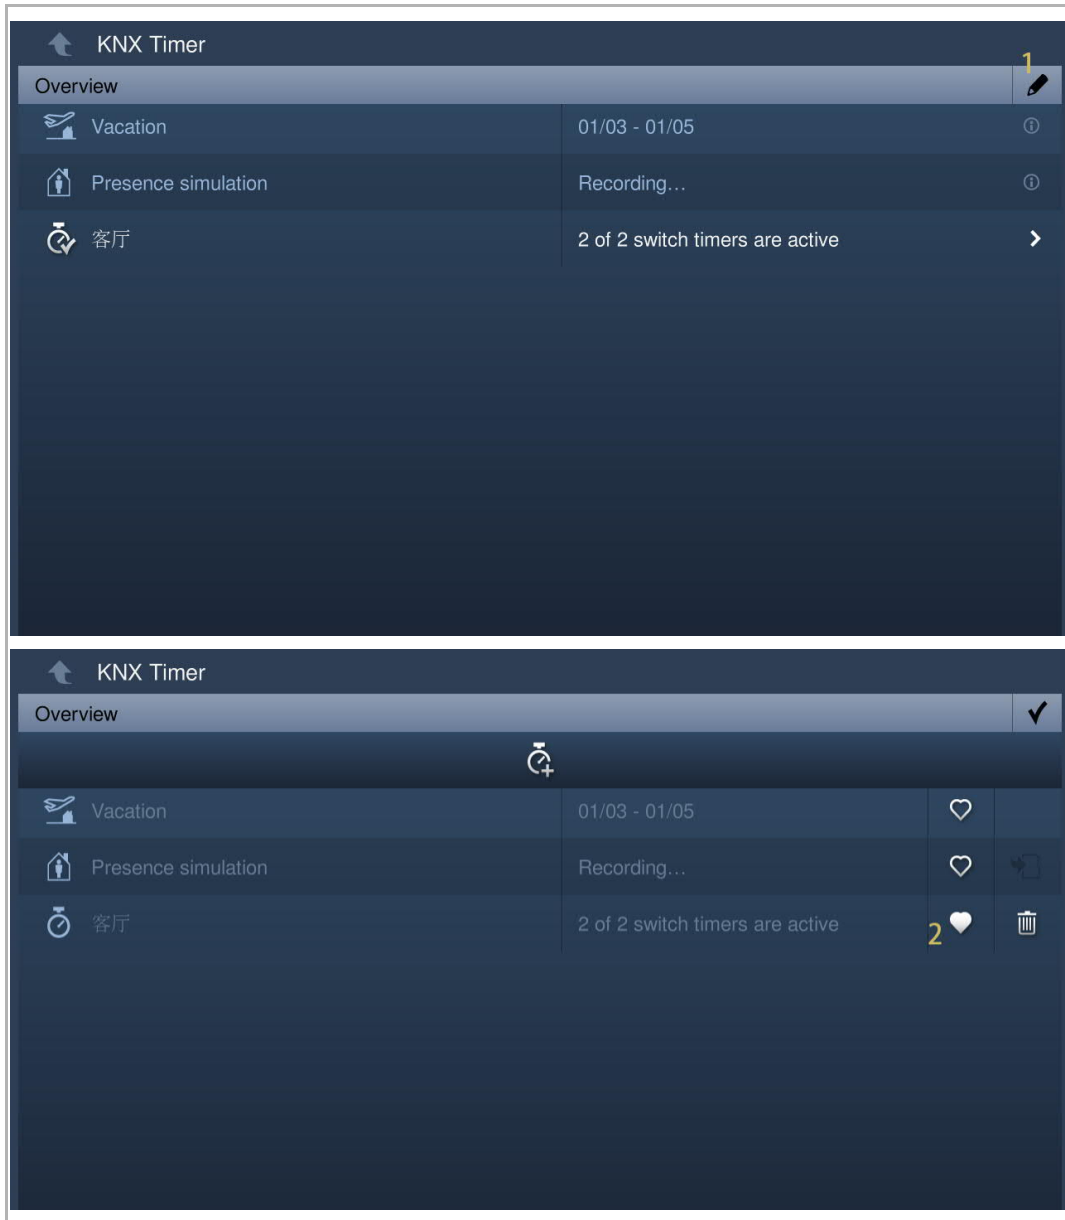 KNX Timer
1
Overview
Vacation 01/03 - 01/05
Presence simulation Recording...
客厅 2 of 2 switch timers are active
KNX Timer
Overview
Vacation 01/03 - 01/05
Presence simulation Recording...
客厅 2 of 2 switch timers are active 2